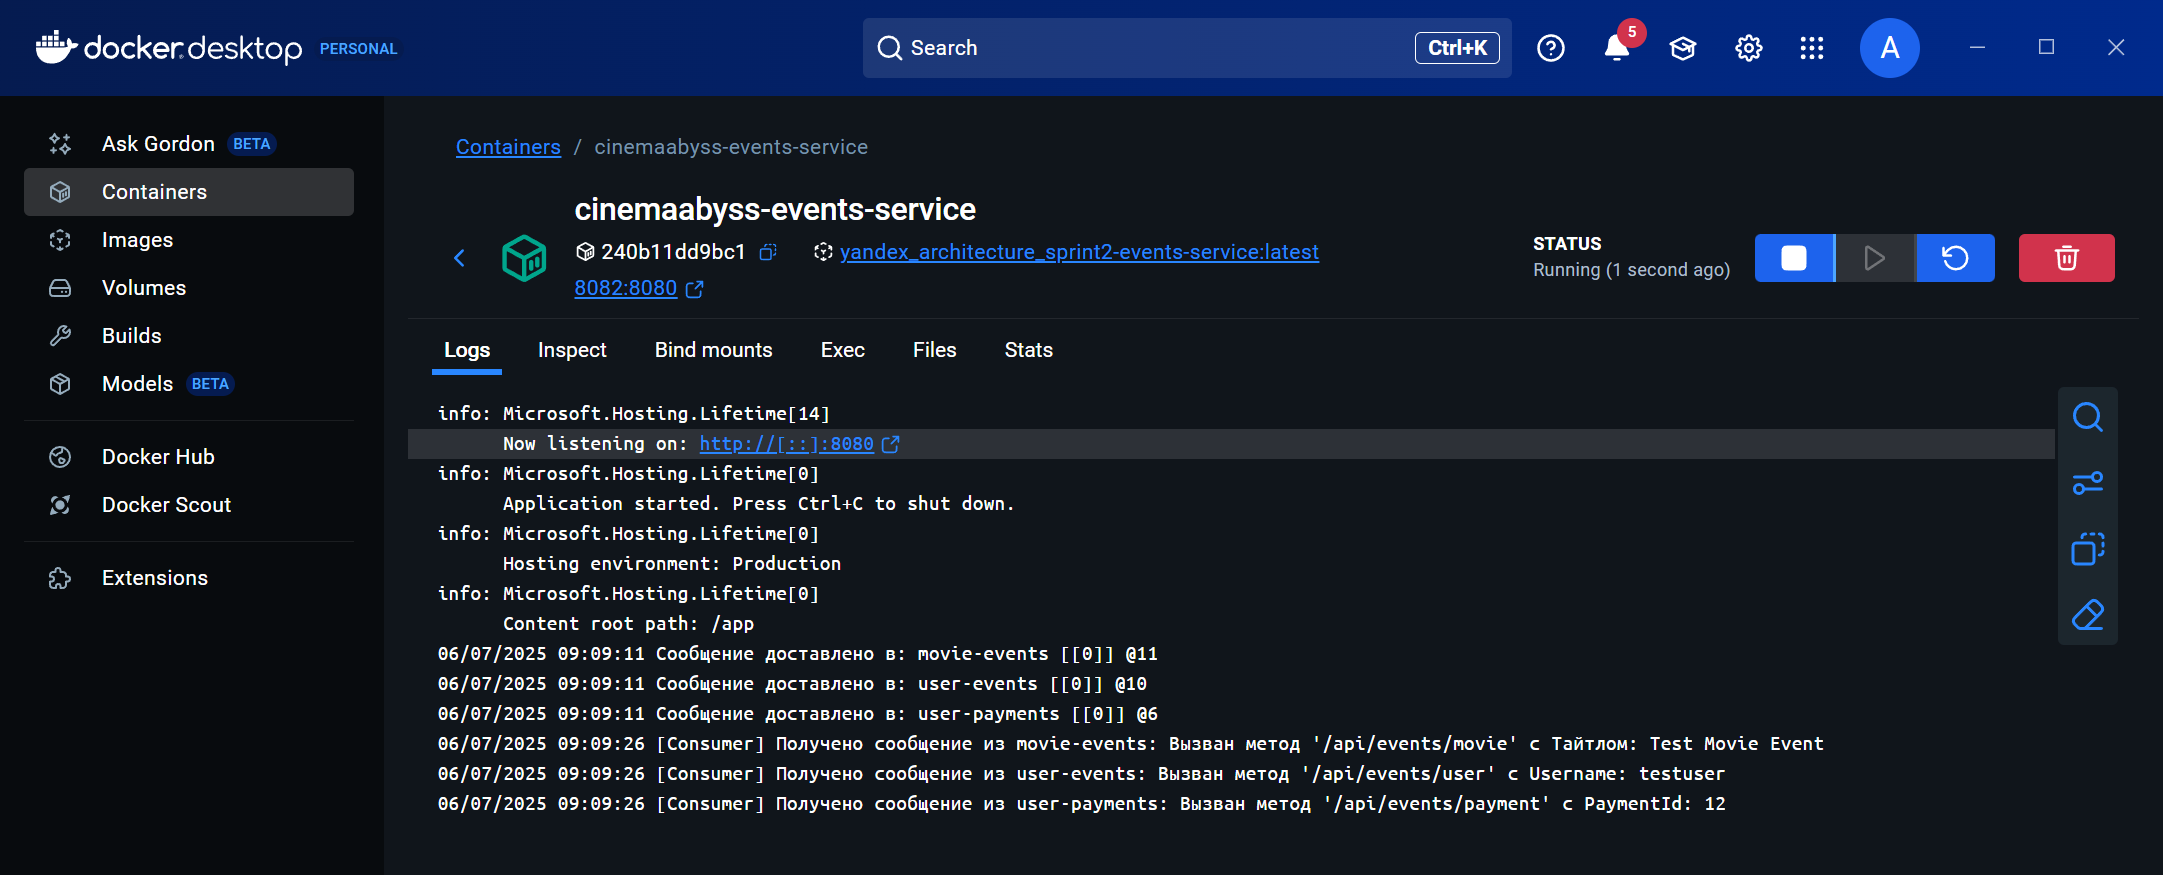 docker desktop PERSONAL
Search
Ctrl+K
5
A
Ask Gordon BETA
Containers
Images
Volumes
Builds
Models BETA
Docker Hub
Docker Scout
Extensions
Containers / cinemaabyss-events-service
cinemaabyss-events-service
240b11dd9bc1 yandex_architecture_sprint2-events-service:latest
8082:8080
STATUS
Running (1 second ago)
Logs Inspect Bind mounts Exec Files Stats
info: Microsoft.Hosting.Lifetime[14]
Now listening on: http://[::]:8080
info: Microsoft.Hosting.Lifetime[0]
Application started. Press Ctrl+C to shut down.
info: Microsoft.Hosting.Lifetime[0]
Hosting environment: Production
info: Microsoft.Hosting.Lifetime[0]
Content root path: /app
06/07/2025 09:09:11 Сообщение доставлено в: movie-events [[0]] @11
06/07/2025 09:09:11 Сообщение доставлено в: user-events [[0]] @10
06/07/2025 09:09:11 Сообщение доставлено в: user-payments [[0]] @6
06/07/2025 09:09:26 [Consumer] Получено сообщение из movie-events: Вызван метод '/api/events/movie' с Тайтлом: Test Movie Event
06/07/2025 09:09:26 [Consumer] Получено сообщение из user-events: Вызван метод '/api/events/user' с Username: testuser
06/07/2025 09:09:26 [Consumer] Получено сообщение из user-payments: Вызван метод '/api/events/payment' с PaymentId: 12